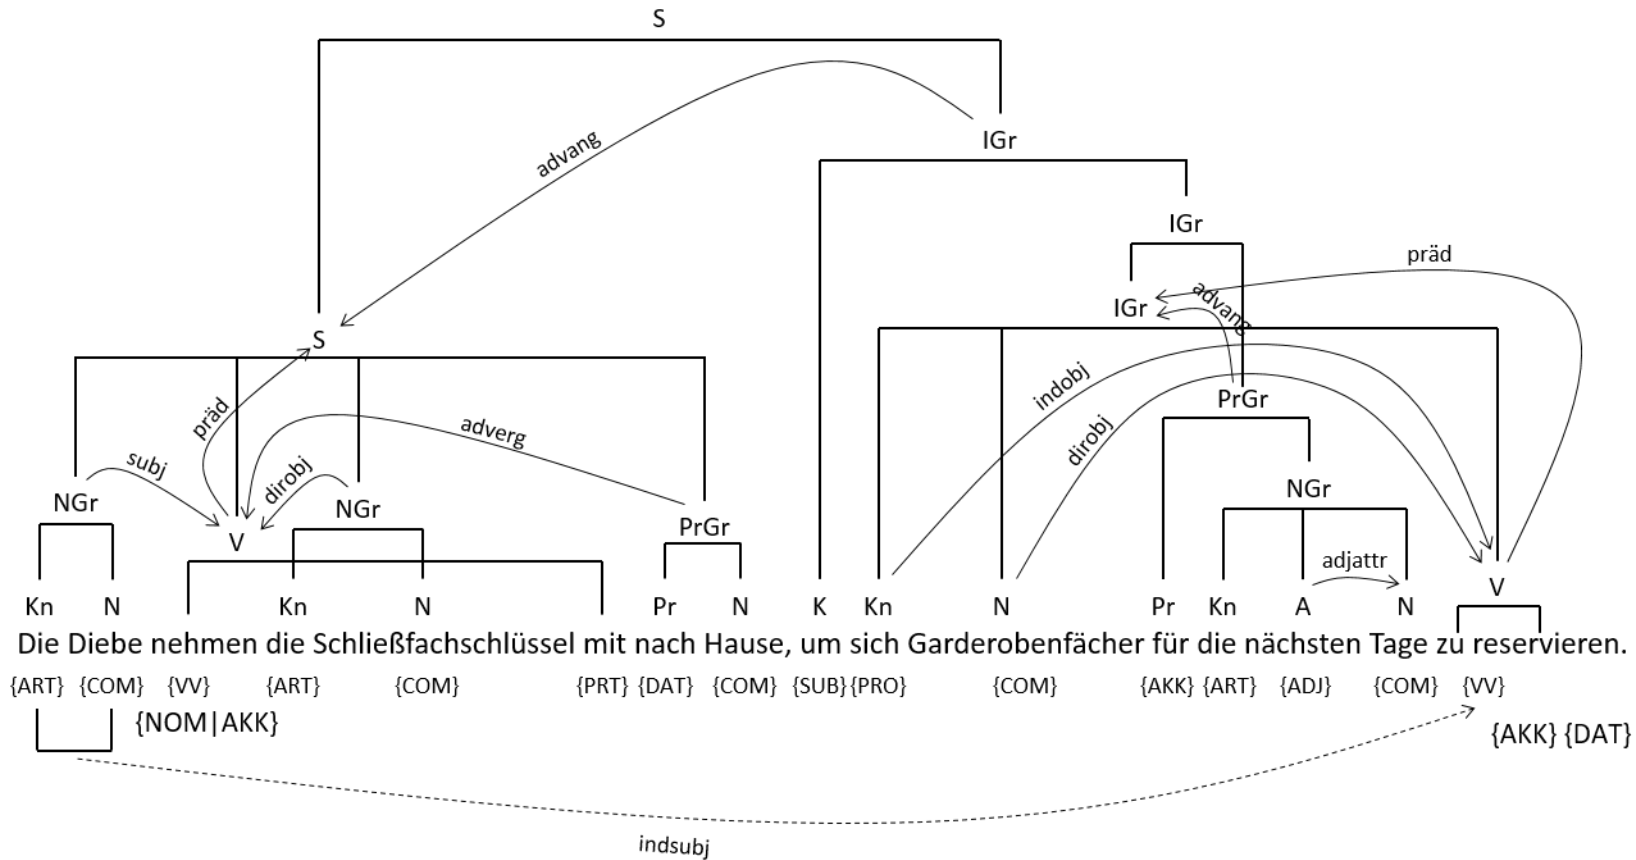 S
advang
IGr
IGr
präd
IGr
advang
S
präd
indobj
dirobj
PrGr
adverg
subj
dirobj
NGr
NGr
NGr
PrGr
V
adjattr
V
Kn N Kn N Pr N K Kn N Pr Kn A N
Die Diebe nehmen die Schließfachschlüssel mit nach Hause, um sich Garderobenfächer für die nächsten Tage zu reservieren.
{ART} {COM} {VV} {ART} {COM} {PRT} {DAT} {COM} {SUB} {PRO} {COM} {AKK} {ART} {ADJ} {COM} {VV}
{NOM|AKK} {AKK} {DAT}
indsubj